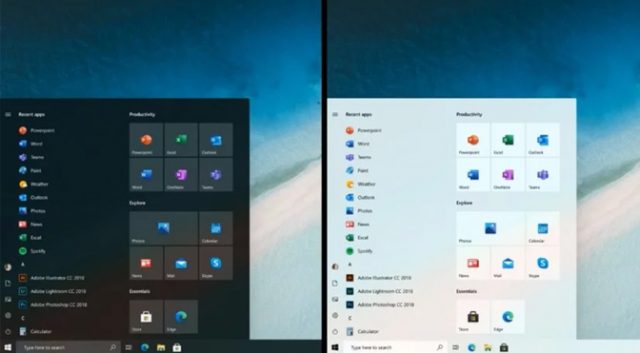 Recent apps
Powerpoint
Word
Teams
Paint
Weather
Outlook
Photos
News
Excel
Spotify
A
Adobe Illustrator CC 2018
Adobe Lightroom CC 2018
Adobe Photoshop CC 2018
C
Calculator
Productivity
Powerpoint Excel Outlook
Word OneNote Teams
Explore
Photos Calendar
News Mail Skype
Essentials
Store Edge
Type here to search
Recent apps
Powerpoint
Word
Teams
Paint
Weather
Outlook
Photos
News
Excel
Spotify
A
Adobe Illustrator CC 2018
Adobe Lightroom CC 2018
Adobe Photoshop CC 2018
C
Calculator
Productivity
Powerpoint Excel Outlook
Word OneNote Teams
Explore
Photos Calendar
News Mail Skype
Essentials
Store Edge
Type here to search